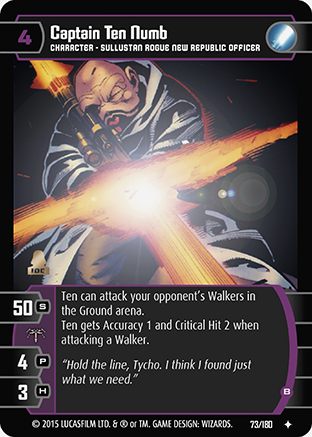 4
Captain Ten Numb
CHARACTER - SULLUSTAN ROGUE NEW REPUBLIC OFFICER
IDC
50 S
Ten can attack your opponent's Walkers in
the Ground arena.
Ten gets Accuracy 1 and Critical Hit 2 when
attacking a Walker.
4 P
"Hold the line, Tycho. I think I found just
what we need."
3 H
B
© 2015 LUCASFILM LTD. & ® or TM. GAME DESIGN: WIZARDS.
73/180